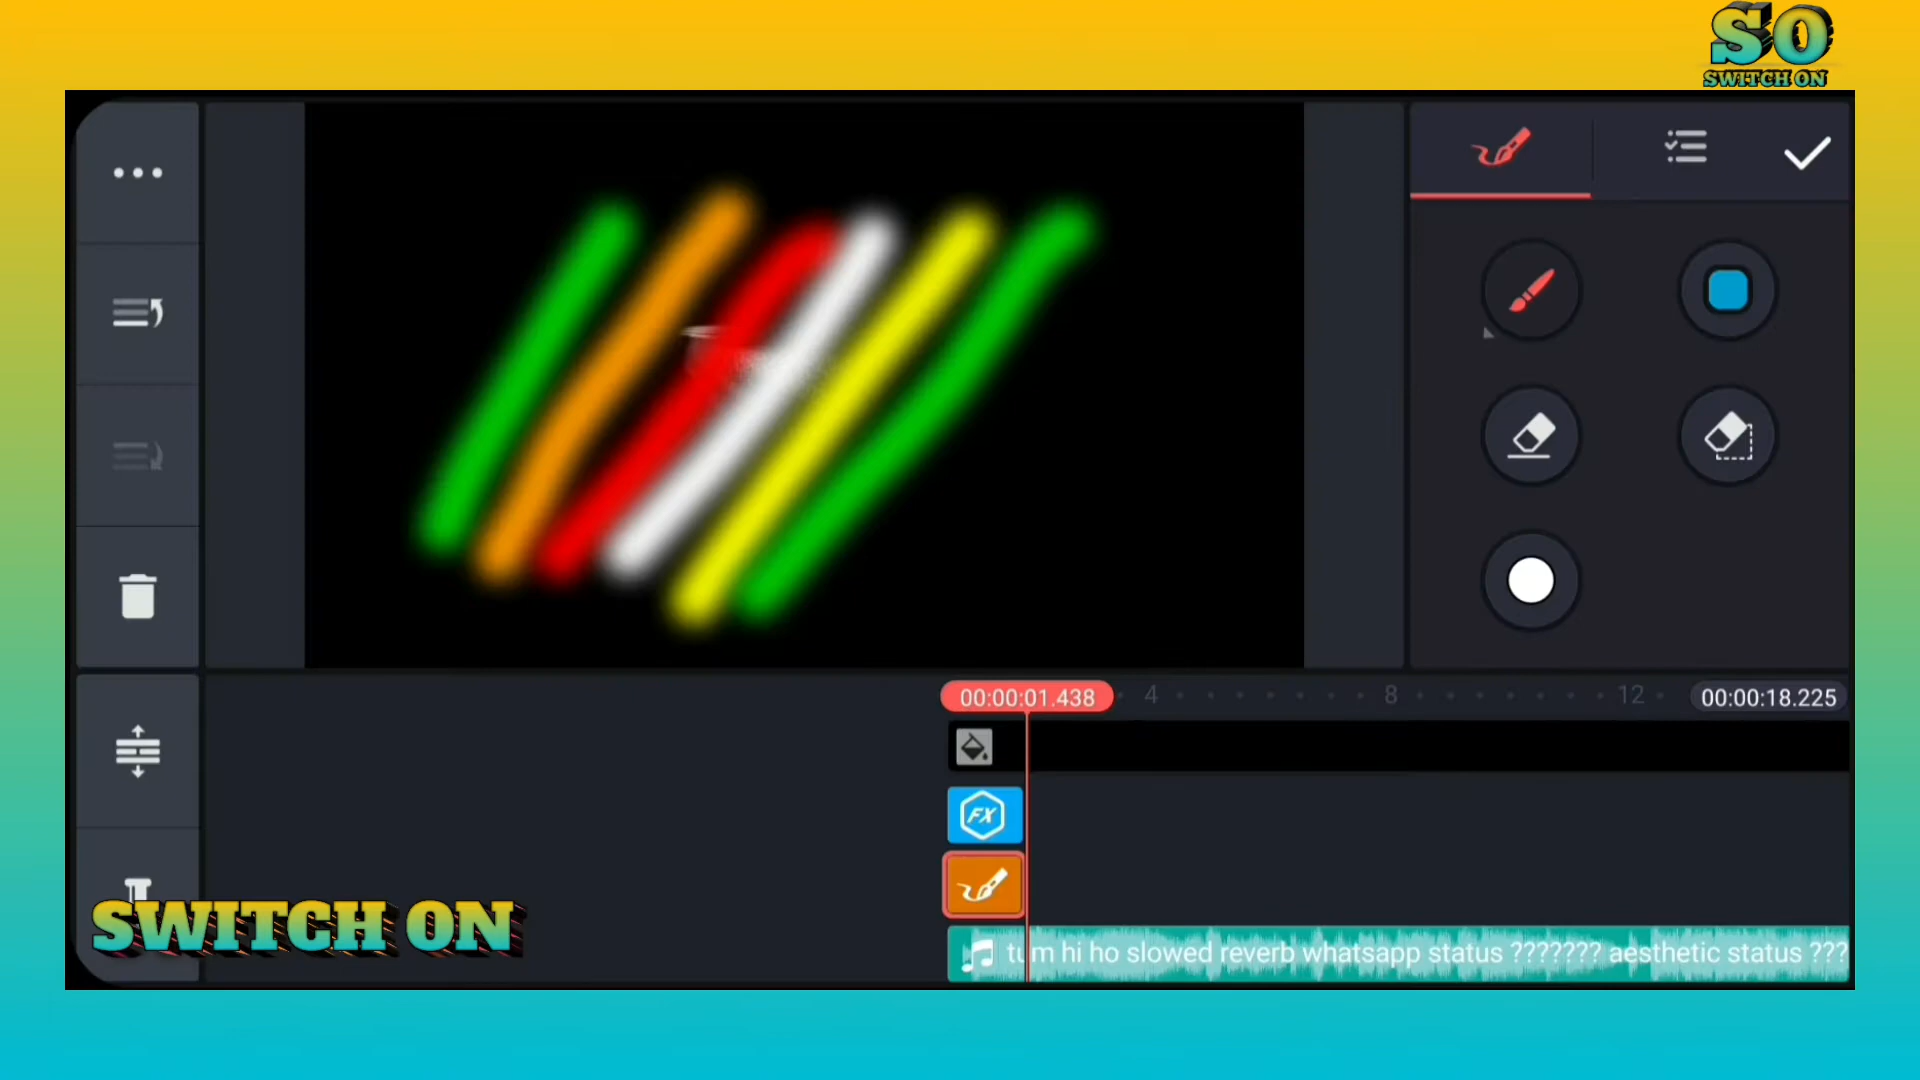 SO
SWITCH ON
00:00:01.438
4
8
12
00:00:18.225
FX
SWITCH ON
tum hi ho slowed reverb whatsapp status ??????? aesthetic status ???